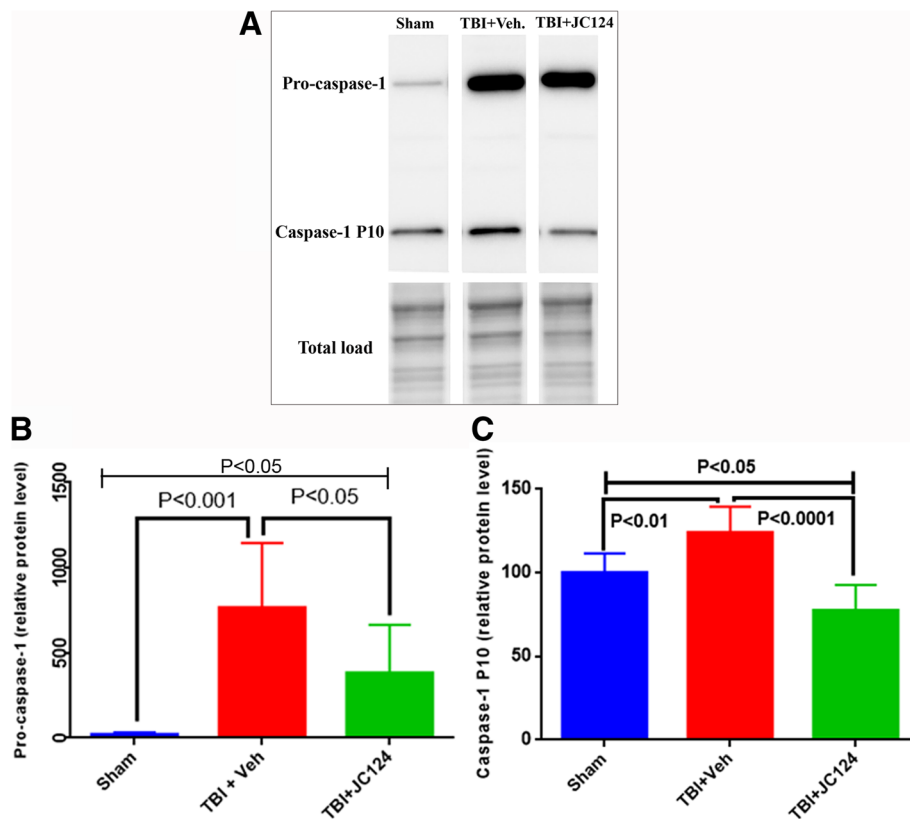 A
Sham TBI+Veh. TBI+JC124
Pro-caspase-1
Caspase-1 P10
Total load
B
Pro-caspase-1 (relative protein level)
1500
1000
500
0
P<0.05
P<0.001 P<0.05
Sham
TBI + Veh
TBI+JC124
C
Caspase-1 P10 (relative protein level)
150
100
50
0
P<0.05
P<0.01 P<0.0001
Sham
TBI+Veh
TBI+JC124